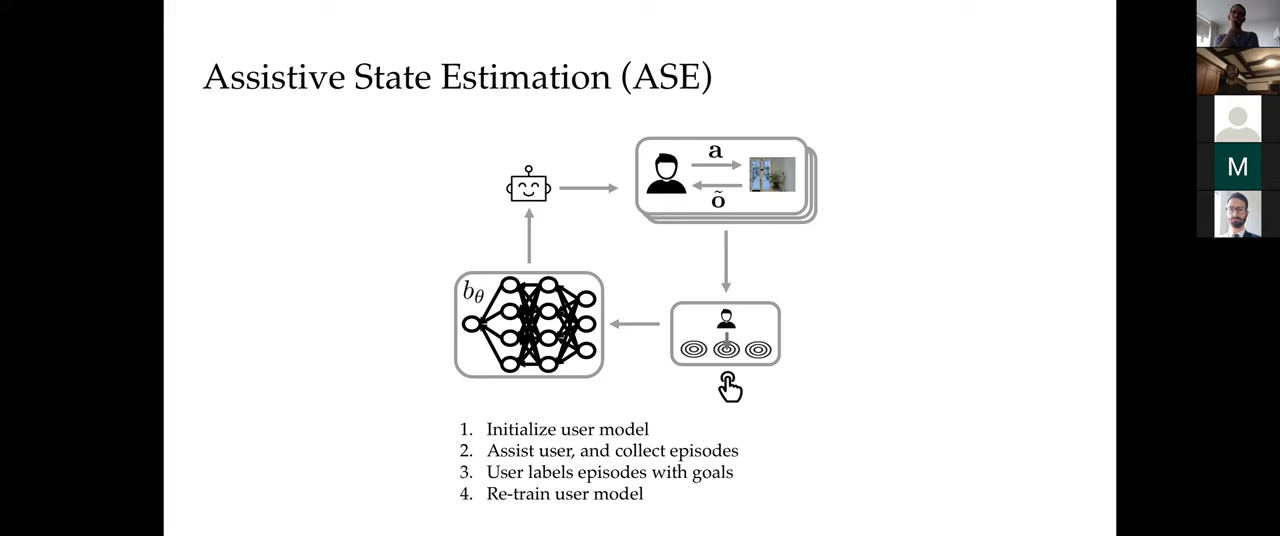 Assistive State Estimation (ASE)
a
õ
bθ
1. Initialize user model
2. Assist user, and collect episodes
3. User labels episodes with goals
4. Re-train user model
M